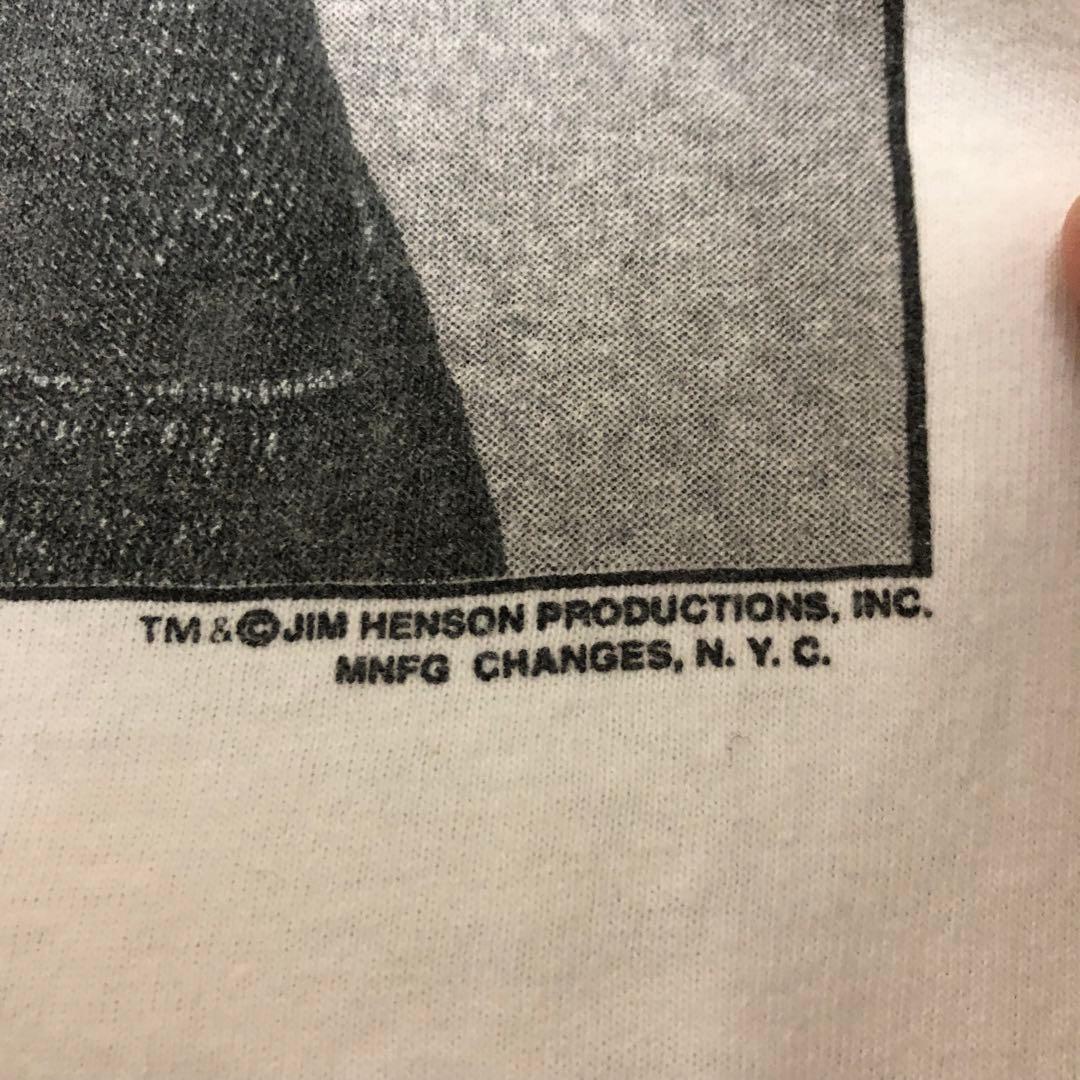 TM & © JIM HENSON PRODUCTIONS, INC.
MNFG CHANGES, N. Y. C.